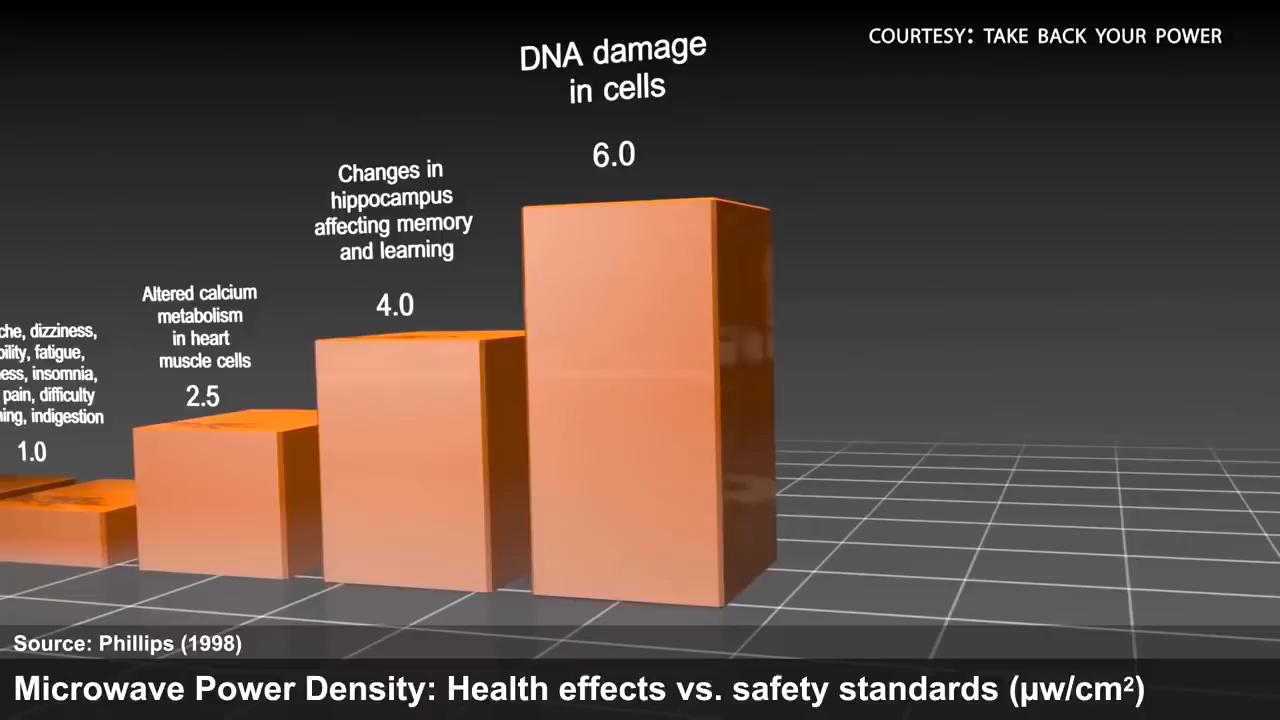 COURTESY: TAKE BACK YOUR POWER
DNA damage
in cells
6.0
Changes in
hippocampus
affecting memory
and learning
4.0
Altered calcium
metabolism
in heart
muscle cells
2.5
dizziness,
fatigue,
insomnia,
pain, difficulty
indigestion
1.0
Source: Phillips (1998)
Microwave Power Density: Health effects vs. safety standards (µw/cm²)